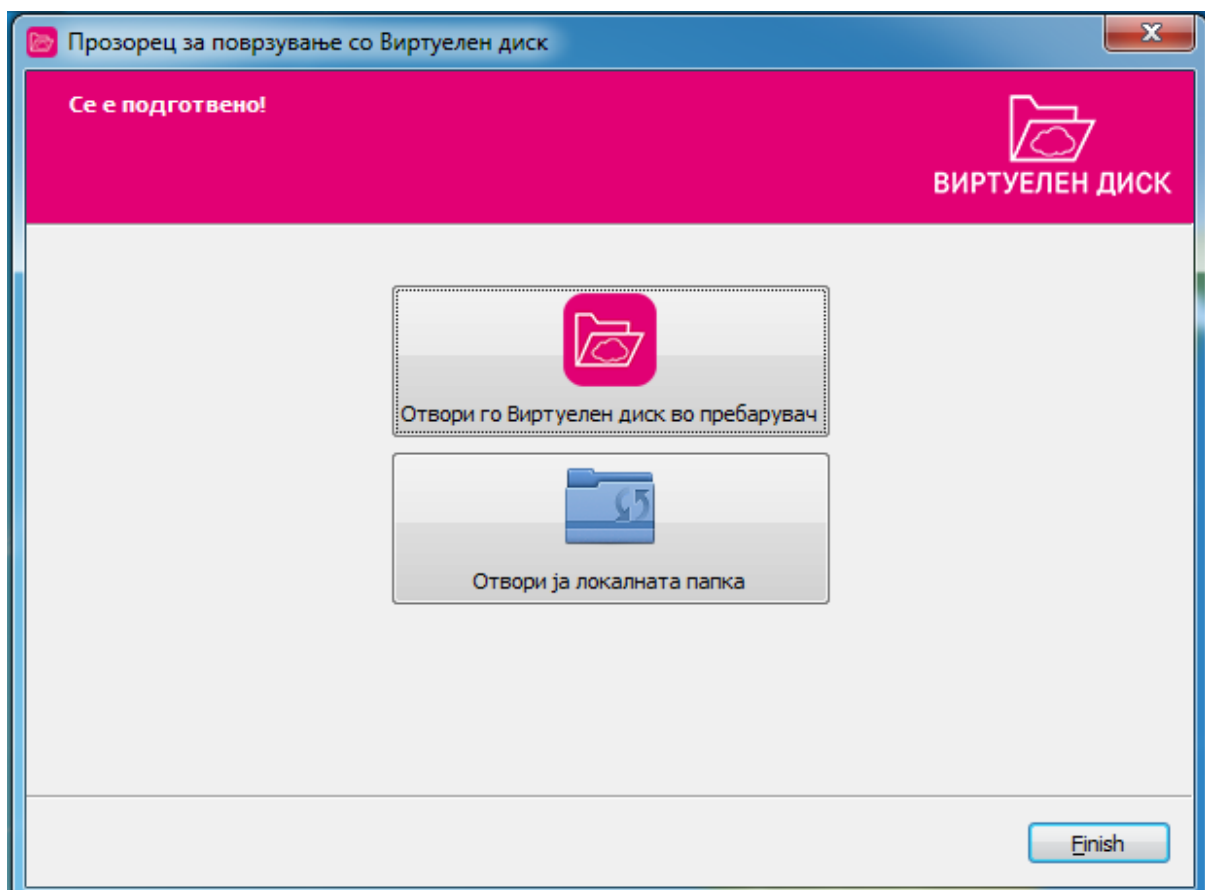 Прозорец за поврзување со Виртуелен диск
Се е подготвено!
ВИРТУЕЛЕН ДИСК
Отвори го Виртуелен диск во пребарувач
Отвори ја локалната папка
Finish